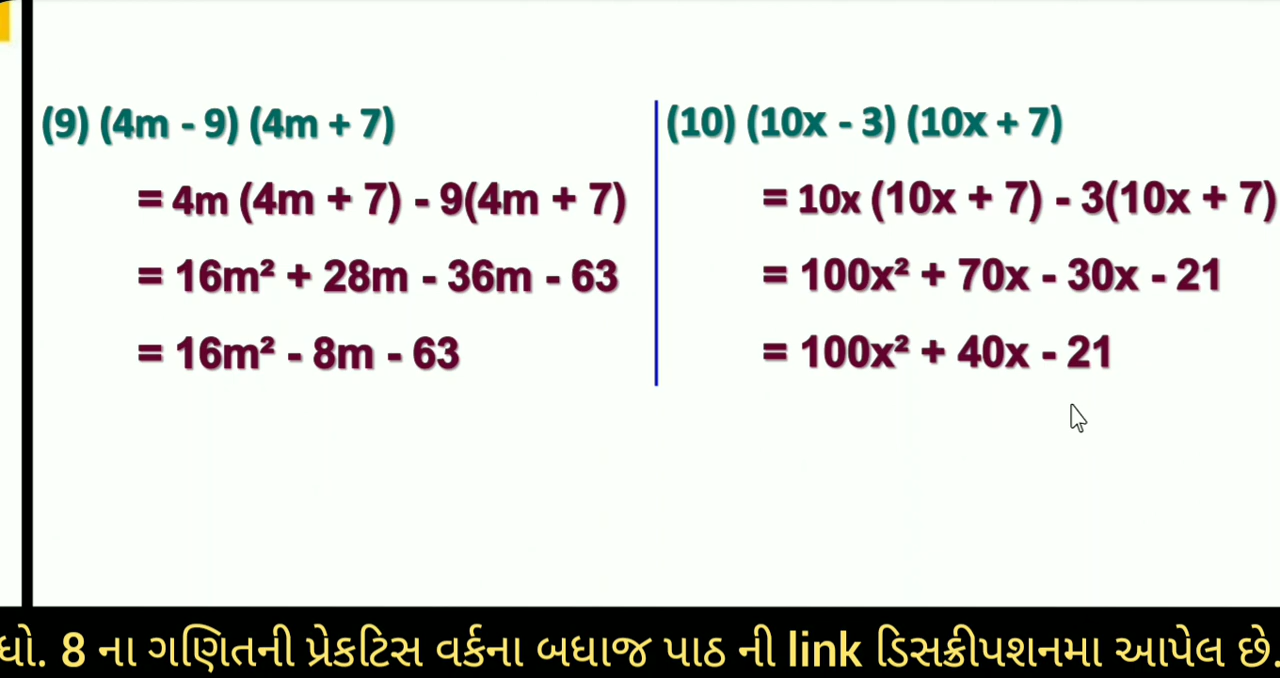 (9) (4m - 9) (4m + 7)
= 4m (4m + 7) - 9(4m + 7)
= 16m² + 28m - 36m - 63
= 16m² - 8m - 63
(10) (10x - 3) (10x + 7)
= 10x (10x + 7) - 3(10x + 7)
= 100x² + 70x - 30x - 21
= 100x² + 40x - 21
ધો. 8 ના ગણિતની પ્રેકટિસ વર્કના બધાજ પાઠ ની link ડિસક્રીપશનમા આપેલ છે.